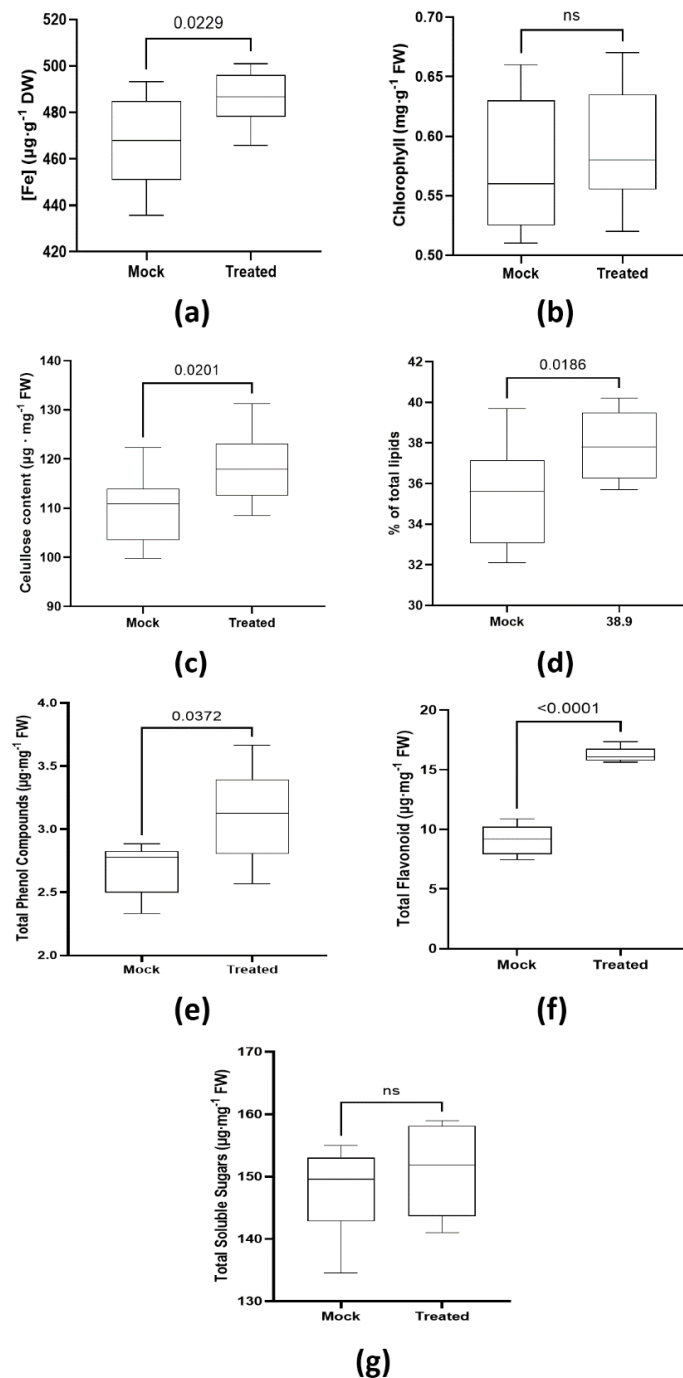 0.0229
[Fe] (µg·g⁻¹ DW)
520
500
480
460
440
420
Mock
Treated
(a)
ns
Chlorophyll (mg·g⁻¹ FW)
0.70
0.65
0.60
0.55
0.50
Mock
Treated
(b)
0.0201
Celullose content (µg · mg⁻¹ FW)
140
130
120
110
100
90
Mock
Treated
(c)
0.0186
% of total lipids
42
40
38
36
34
32
30
Mock
38.9
(d)
0.0372
Total Phenol Compounds (µg·mg⁻¹ FW)
4.0
3.5
3.0
2.5
2.0
Mock
Treated
(e)
<0.0001
Total Flavonoid (µg·mg⁻¹ FW)
20
15
10
5
0
Mock
Treated
(f)
ns
Total Soluble Sugars (µg·mg⁻¹ FW)
170
160
150
140
130
Mock
Treated
(g)